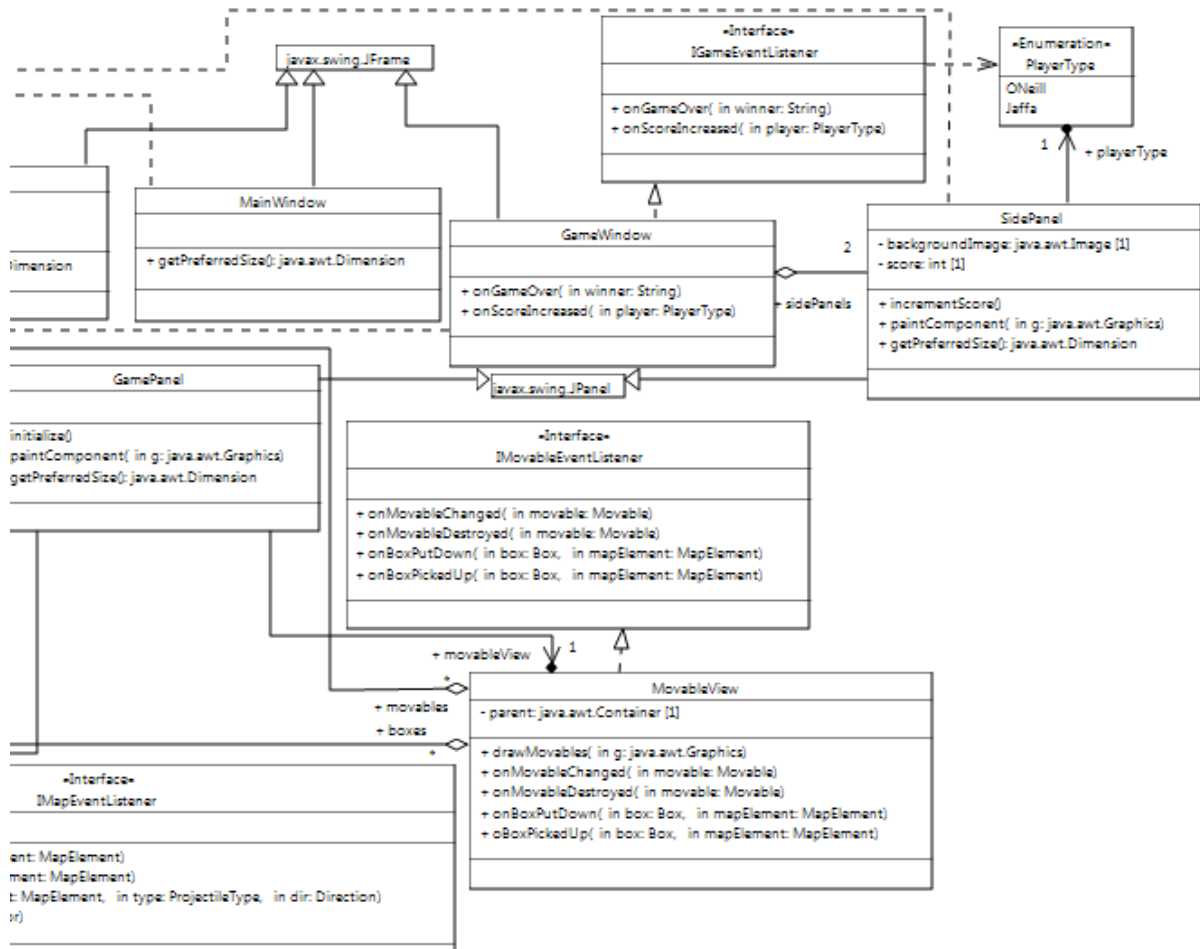 javax.swing.JFrame
«Interface»
IGameEventListener
+ onGameOver( in winner: String)
+ onScoreIncreased( in player: PlayerType)
«Enumeration»
PlayerType
ONeill
Jaffa
1
+ playerType
MainWindow
+ getPreferredSize(): java.awt.Dimension
Dimension
GameWindow
+ onGameOver( in winner: String)
+ onScoreIncreased( in player: PlayerType)
2
+ sidePanels
SidePanel
- backgroundImage: java.awt.Image [1]
- score: int [1]
+ incrementScore()
+ paintComponent( in g: java.awt.Graphics)
+ getPreferredSize(): java.awt.Dimension
javax.swing.JPanel
GamePanel
initialize()
paintComponent( in g: java.awt.Graphics)
getPreferredSize(): java.awt.Dimension
«Interface»
IMovableEventListener
+ onMovableChanged( in movable: Movable)
+ onMovableDestroyed( in movable: Movable)
+ onBoxPutDown( in box: Box, in mapElement: MapElement)
+ onBoxPickedUp( in box: Box, in mapElement: MapElement)
+ movableView
1
*
+ movables
+ boxes
*
MovableView
- parent: java.awt.Container [1]
+ drawMovables( in g: java.awt.Graphics)
+ onMovableChanged( in movable: Movable)
+ onMovableDestroyed( in movable: Movable)
+ onBoxPutDown( in box: Box, in mapElement: MapElement)
+ oBoxPickedUp( in box: Box, in mapElement: MapElement)
«Interface»
IMapEventListener
ent: MapElement)
ment: MapElement)
t: MapElement, in type: ProjectileType, in dir: Direction)
or)